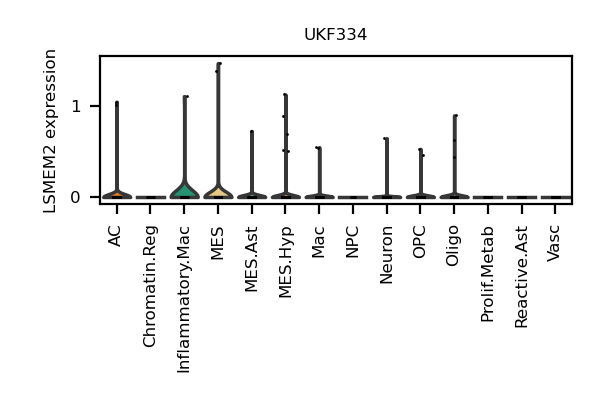 UKF334
LSMEM2 expression
1
0
AC
Chromatin.Reg
Inflammatory.Mac
MES
MES.Ast
MES.Hyp
Mac
NPC
Neuron
OPC
Oligo
Prolif.Metab
Reactive.Ast
Vasc